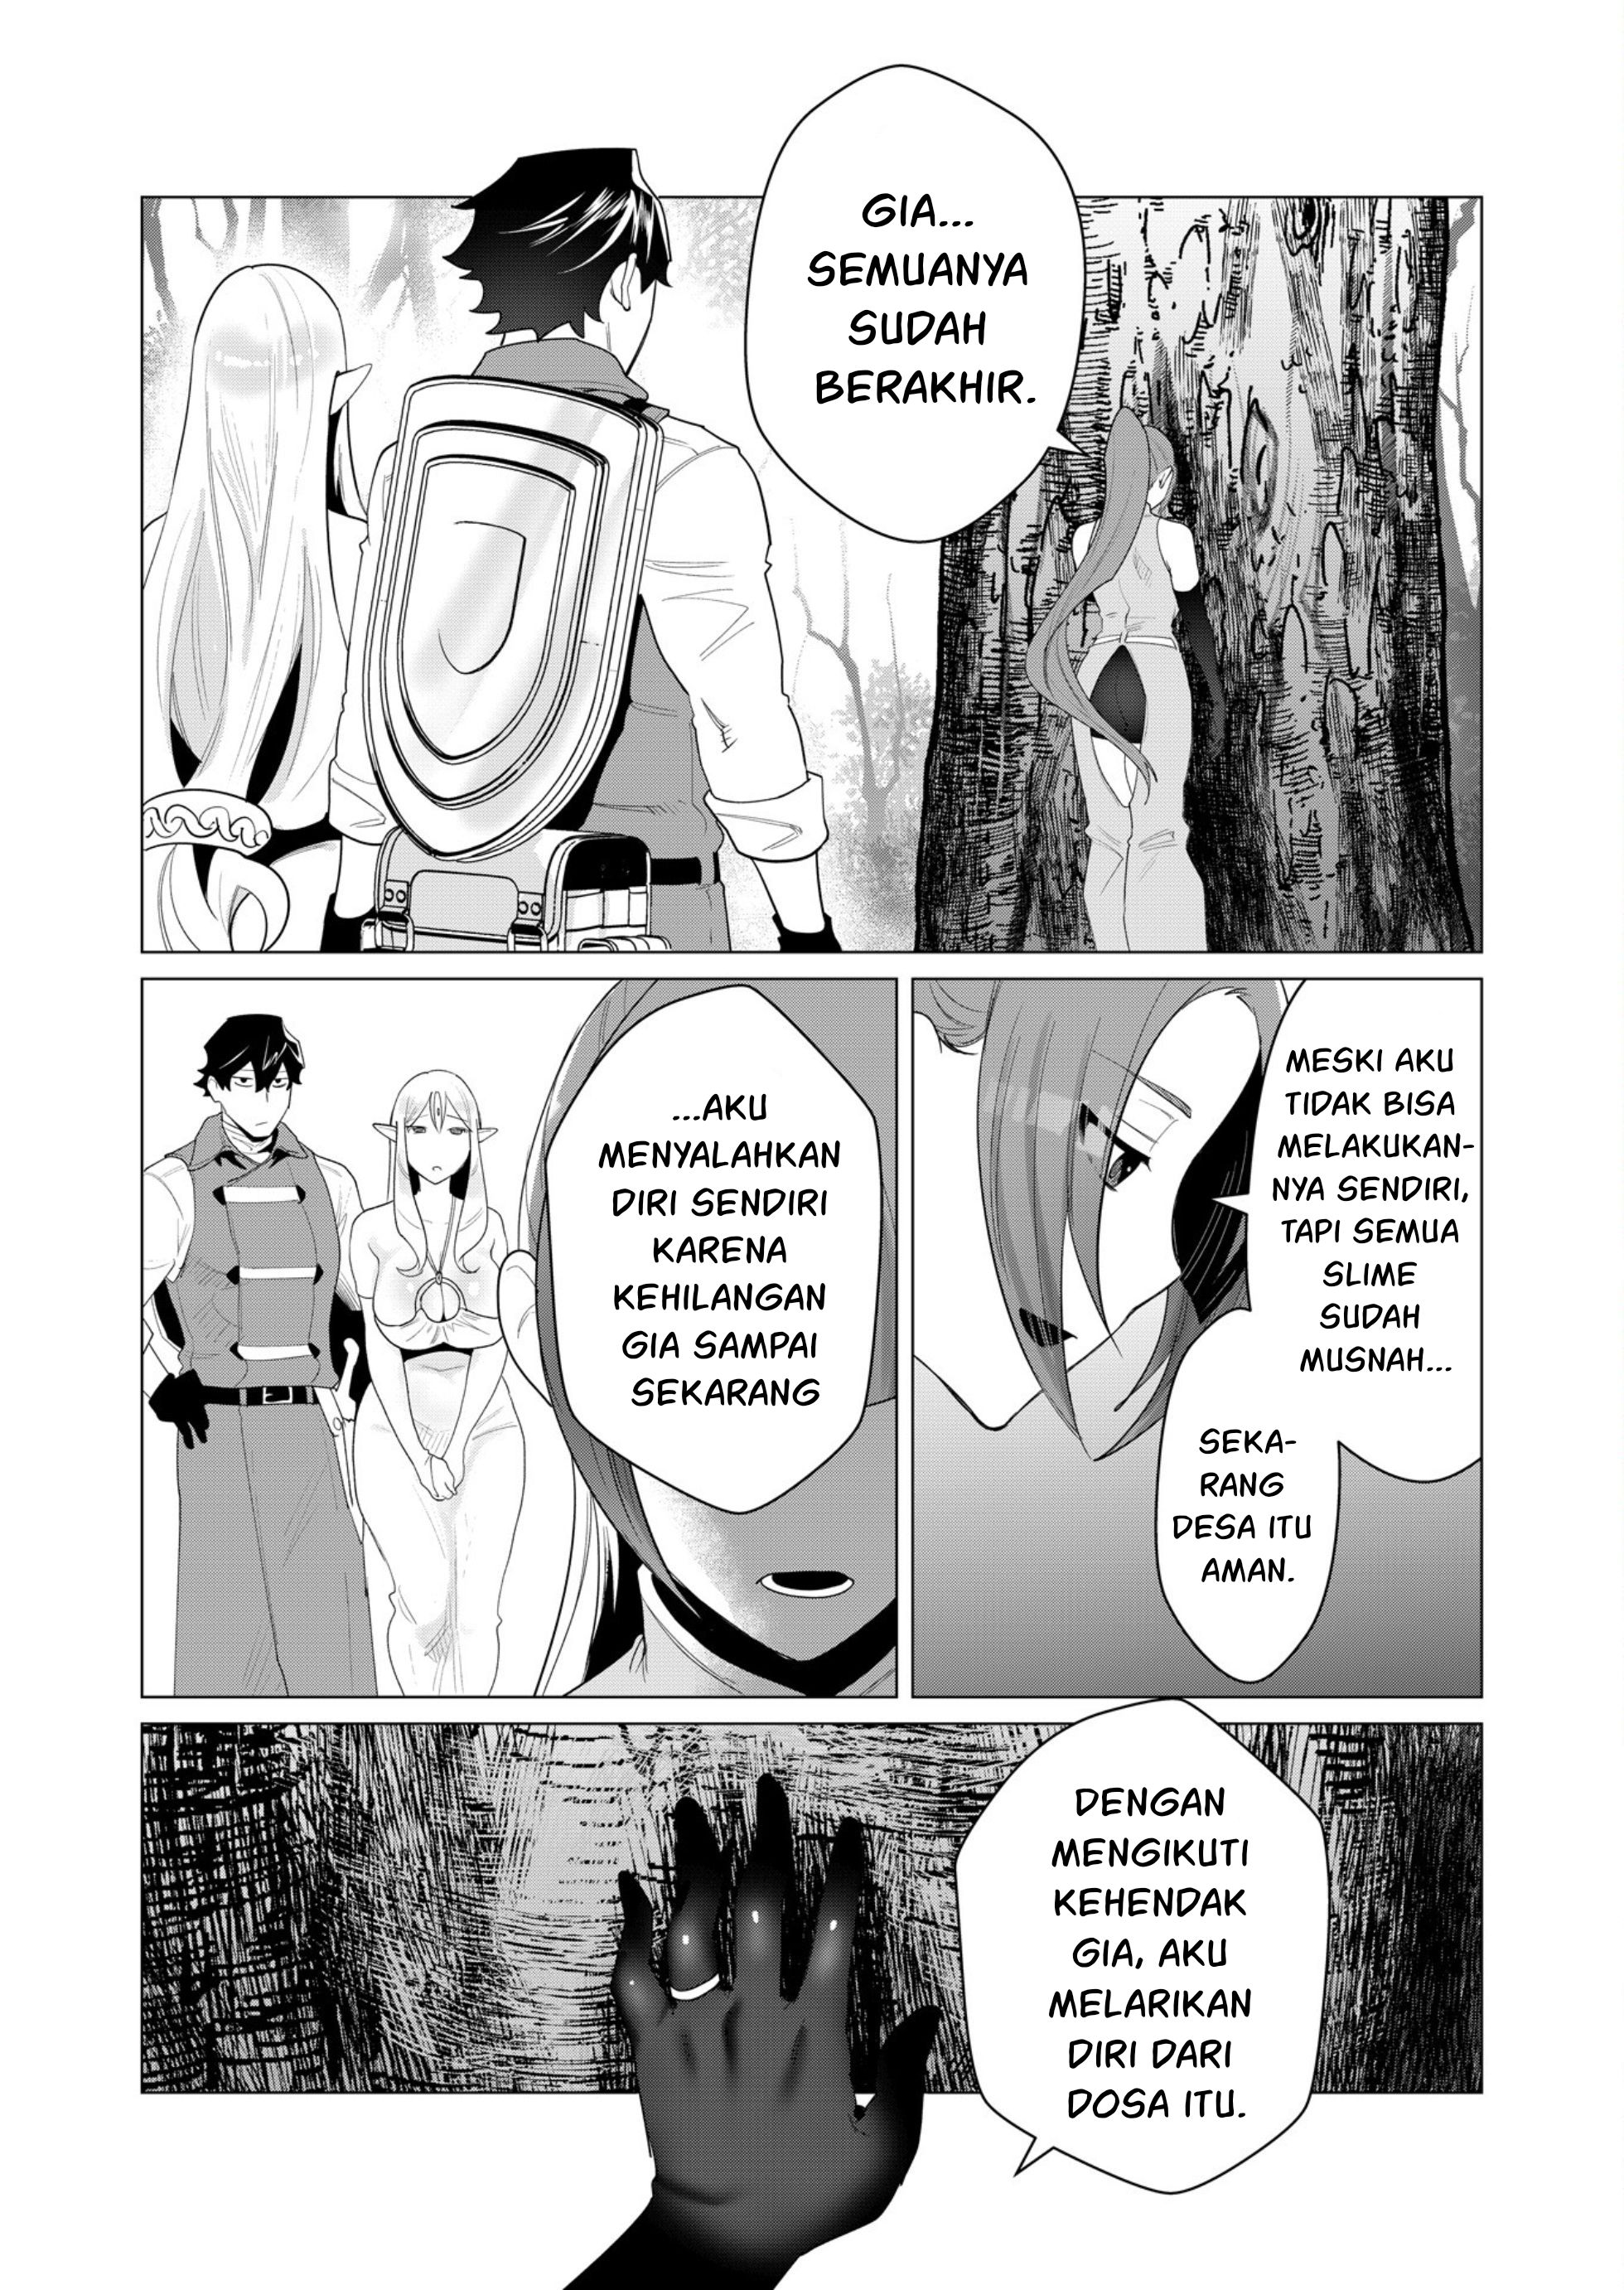 GIA...
SEMUANYA
SUDAH
BERAKHIR.
MESKI AKU
TIDAK BISA
MELAKUKAN-
NYA SENDIRI,
TAPI SEMUA
SLIME
SUDAH
MUSNAH...
SEKA-
RANG
DESA ITU
AMAN.
...AKU
MENYALAHKAN
DIRI SENDIRI
KARENA
KEHILANGAN
GIA SAMPAI
SEKARANG
DENGAN
MENGIKUTI
KEHENDAK
GIA, AKU
MELARIKAN
DIRI DARI
DOSA ITU.